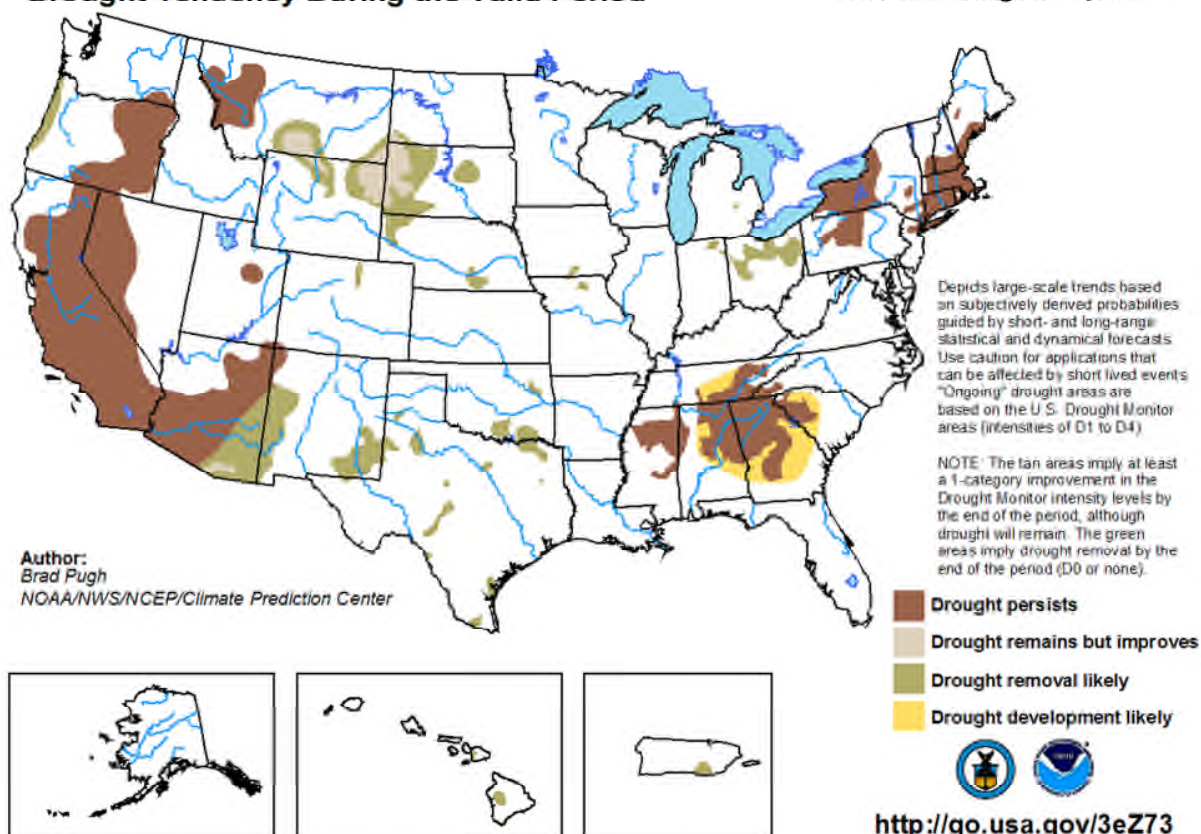 Depicts large-scale trends based
on subjectively derived probabilities
guided by short- and long-range
statistical and dynamical forecasts.
Use caution for applications that
can be affected by short lived events.
"Ongoing" drought areas are
based on the U.S. Drought Monitor
areas (intensities of D1 to D4).
NOTE: The tan areas imply at least
a 1-category improvement in the
Drought Monitor intensity levels by
the end of the period, although
drought will remain. The green
areas imply drought removal by the
end of the period (D0 or none).
Author:
Brad Pugh
NOAA/NWS/NCEP/Climate Prediction Center
Drought persists
Drought remains but improves
Drought removal likely
Drought development likely
http://go.usa.gov/3eZ73